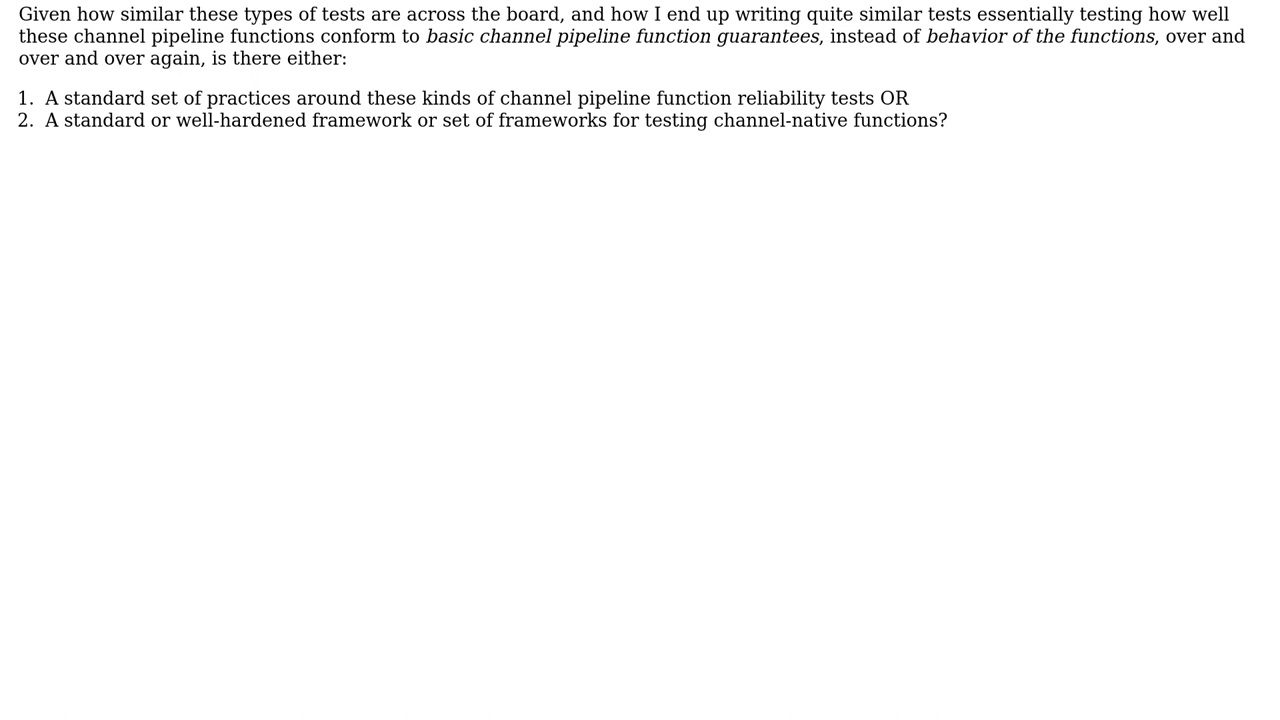 Given how similar these types of tests are across the board, and how I end up writing quite similar tests essentially testing how well
these channel pipeline functions conform to basic channel pipeline function guarantees, instead of behavior of the functions, over and
over and over again, is there either:
1. A standard set of practices around these kinds of channel pipeline function reliability tests OR
2. A standard or well-hardened framework or set of frameworks for testing channel-native functions?